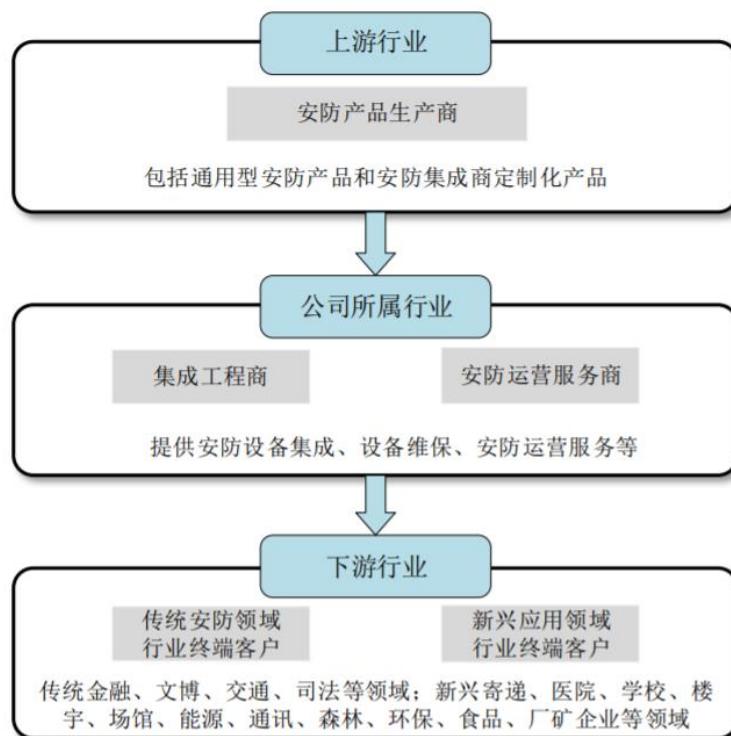 上游行业
安防产品生产商
包括通用型安防产品和安防集成商定制化产品
公司所属行业
集成工程商
安防运营服务商
提供安防设备集成、设备维保、安防运营服务等
下游行业
传统安防领域
行业终端客户
新兴应用领域
行业终端客户
传统金融、文博、交通、司法等领域；新兴寄递、医院、学校、楼
宇、场馆、能源、通讯、森林、环保、食品、厂矿企业等领域